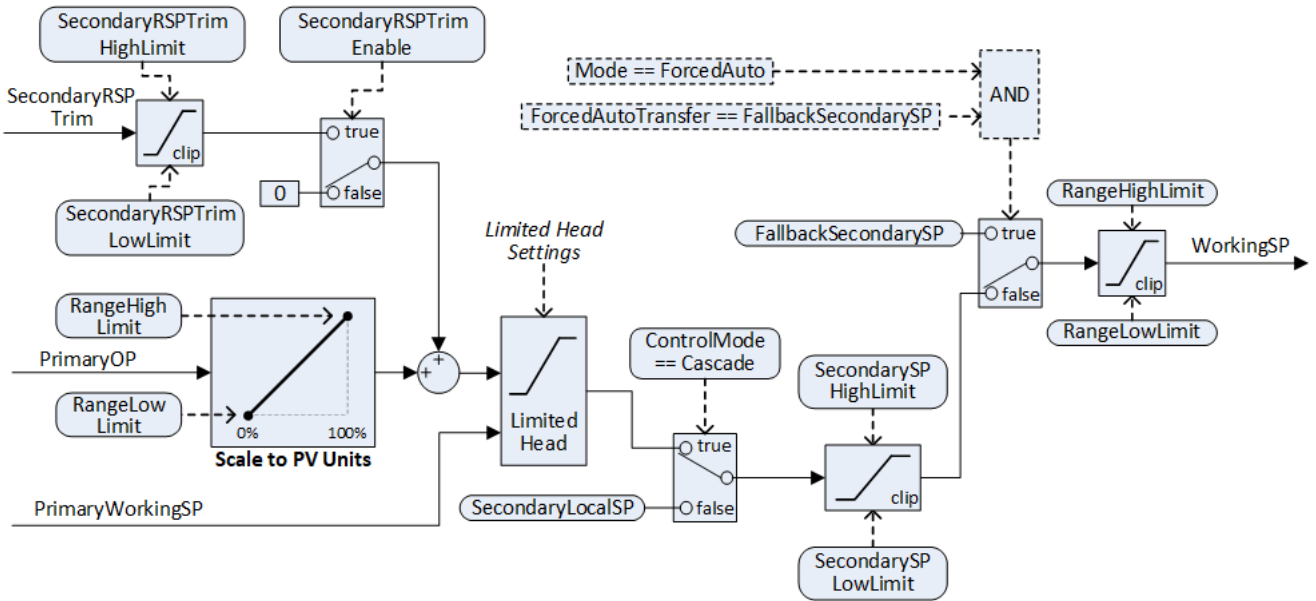 SecondaryRSPTrim
HighLimit
SecondaryRSPTrim
Enable
Mode == ForcedAuto
ForcedAutoTransfer == FallbackSecondarySP
AND
SecondaryRSP
Trim
clip
true
false
0
SecondaryRSPTrim
LowLimit
RangeHighLimit
FallbackSecondarySP
true
false
clip
WorkingSP
RangeLowLimit
Limited Head
Settings
RangeHigh
Limit
PrimaryOP
RangeLow
Limit
0%
100%
Scale to PV Units
+
+
Limited
Head
ControlMode
== Cascade
true
false
SecondarySP
HighLimit
clip
SecondaryLocalSP
PrimaryWorkingSP
SecondarySP
LowLimit